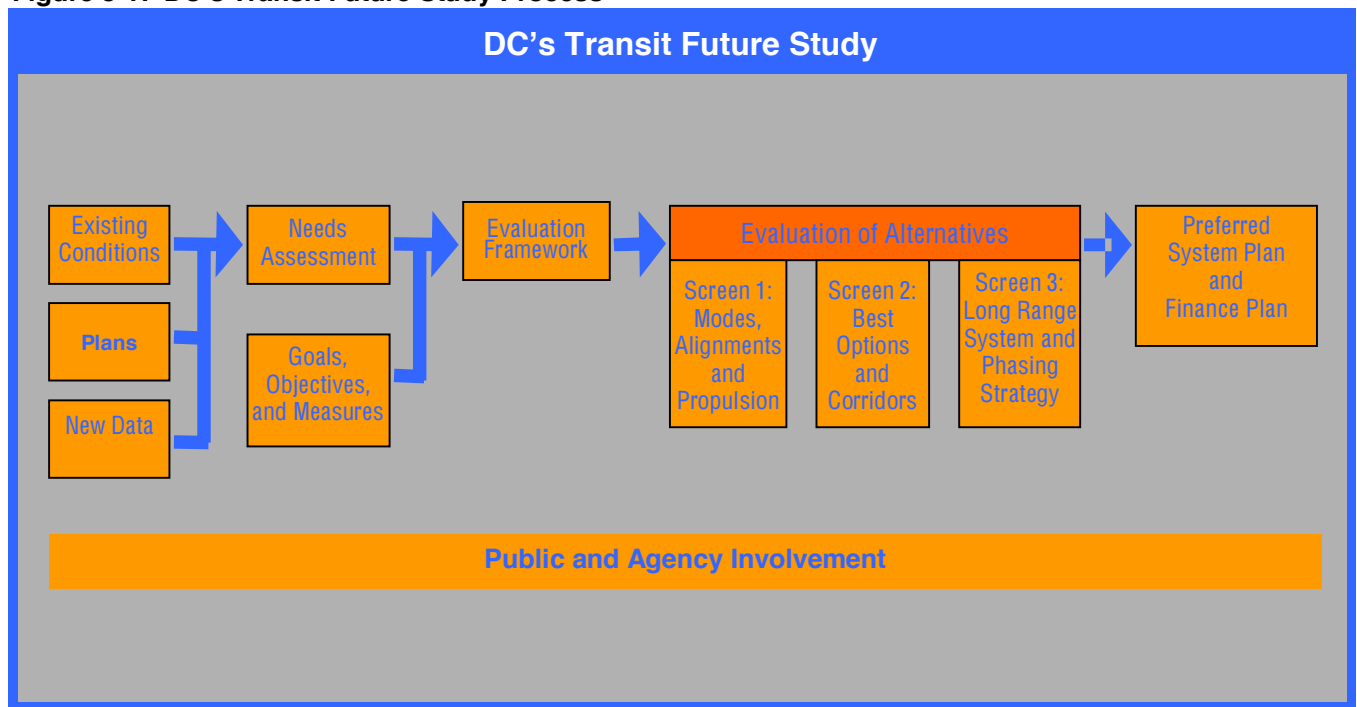 DC's Transit Future Study
Existing
Conditions
Plans
New Data
Needs
Assessment
Goals,
Objectives,
and Measures
Evaluation
Framework
Evaluation of Alternatives
Screen 1:
Modes,
Alignments
and
Propulsion
Screen 2:
Best
Options
and
Corridors
Screen 3:
Long Range
System and
Phasing
Strategy
Preferred
System Plan
and
Finance Plan
Public and Agency Involvement